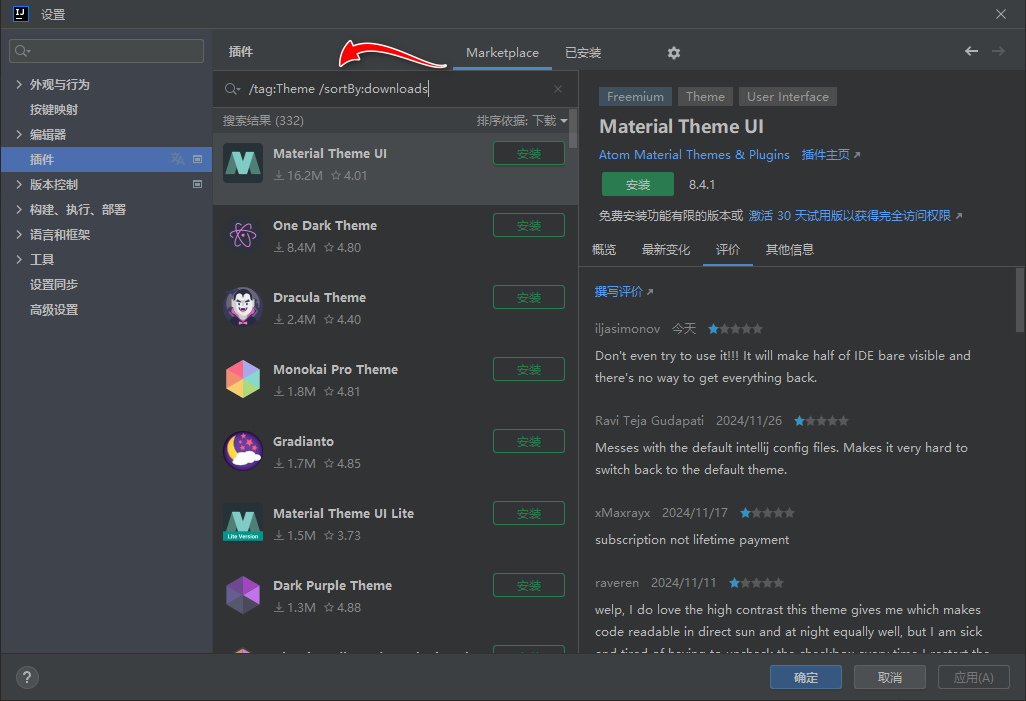 设置
外观与行为
按键映射
编辑器
插件
版本控制
构建、执行、部署
语言和框架
工具
设置同步
高级设置
插件
Marketplace
已安装
/tag:Theme /sortBy:downloads
搜索结果 (332)
排序依据: 下载
Material Theme UI
16.2M 4.01
安装
One Dark Theme
8.4M 4.80
安装
Dracula Theme
2.4M 4.40
安装
Monokai Pro Theme
1.8M 4.81
安装
Gradianto
1.7M 4.85
安装
Material Theme UI Lite
1.5M 3.73
安装
Lite Version
Dark Purple Theme
1.3M 4.88
安装
Freemium Theme User Interface
Material Theme UI
Atom Material Themes & Plugins 插件主页
安装 8.4.1
免费安装功能有限的版本或 激活 30 天试用版以获得完全访问权限
概览 最新变化 评价 其他信息
撰写评价
iljasimonov 今天
Don't even try to use it!!! It will make half of IDE bare visible and
there's no way to get everything back.
Ravi Teja Gudapati 2024/11/26
Messes with the default intellij config files. Makes it very hard to
switch back to the default theme.
xMaxrayx 2024/11/17
subscription not lifetime payment
raveren 2024/11/11
welp, I do love the high contrast this theme gives me which makes
code readable in direct sun and at night equally well, but I am sick
and tired of having to uncheck the checkbox every time I restart the
?
确定
取消
应用(A)